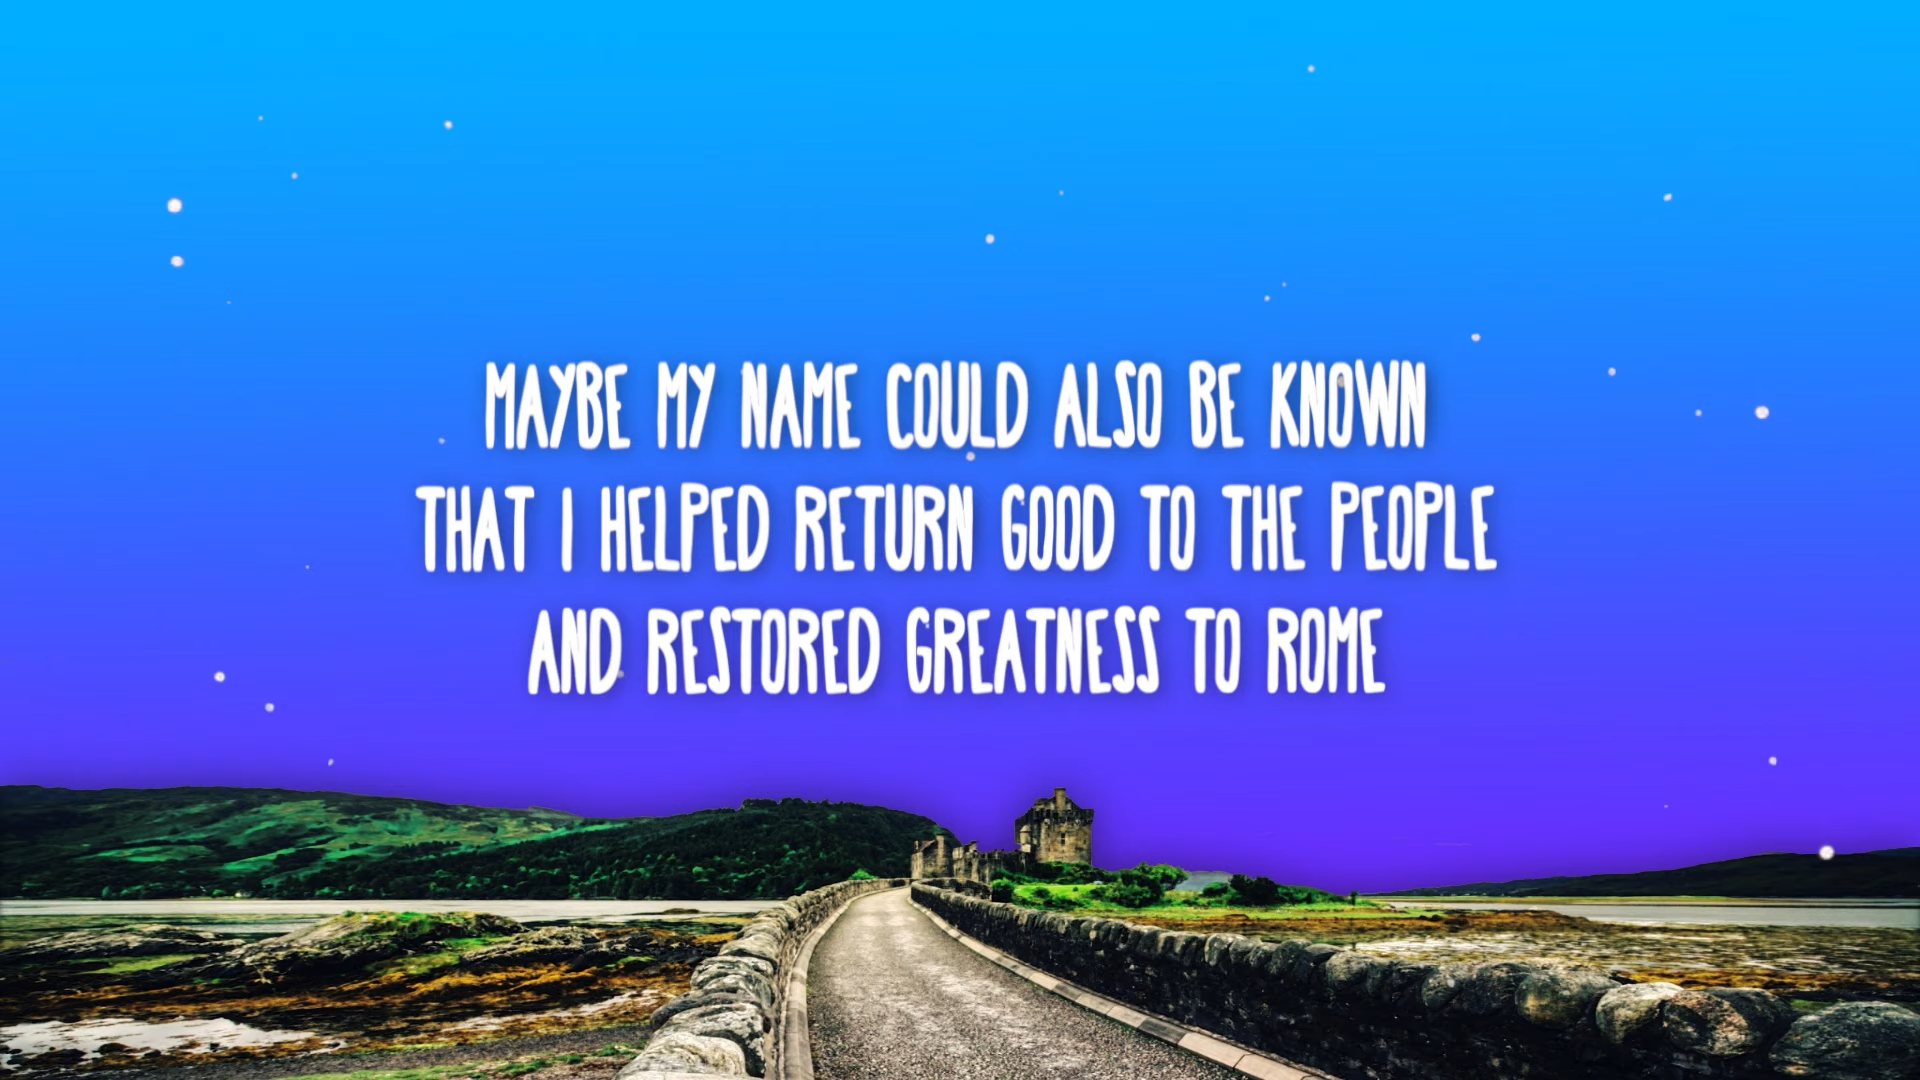 MAYBE MY NAME COULD ALSO BE KNOWN
THAT I HELPED RETURN GOOD TO THE PEOPLE
AND RESTORED GREATNESS TO ROME